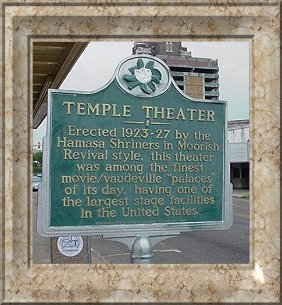 TEMPLE THEATER
Erected 1923-27 by the
Hamasa Shriners in Moorish
Revival style, this theater
was among the finest
movie/vaudeville "palaces"
of its day, having one of
the largest stage facilities
in the United States.